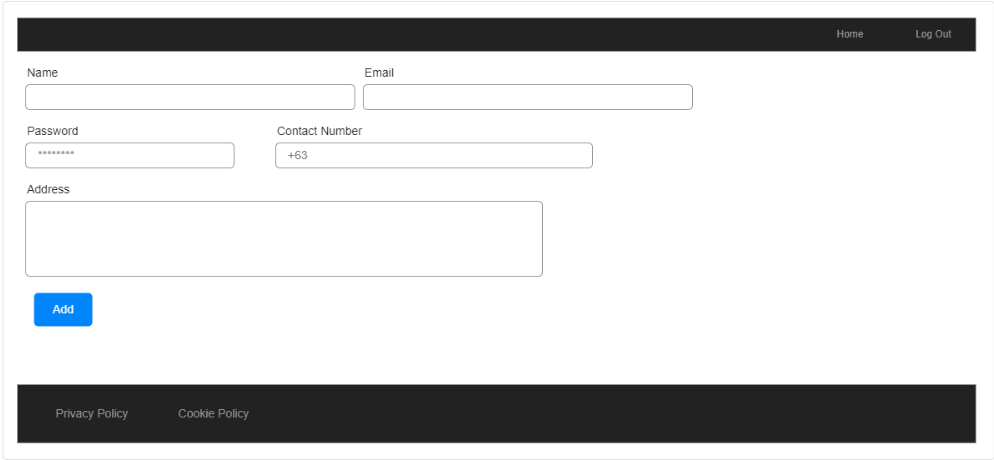 Home Log Out
Name Email
Password Contact Number
******** +63
Address
Add
Privacy Policy Cookie Policy